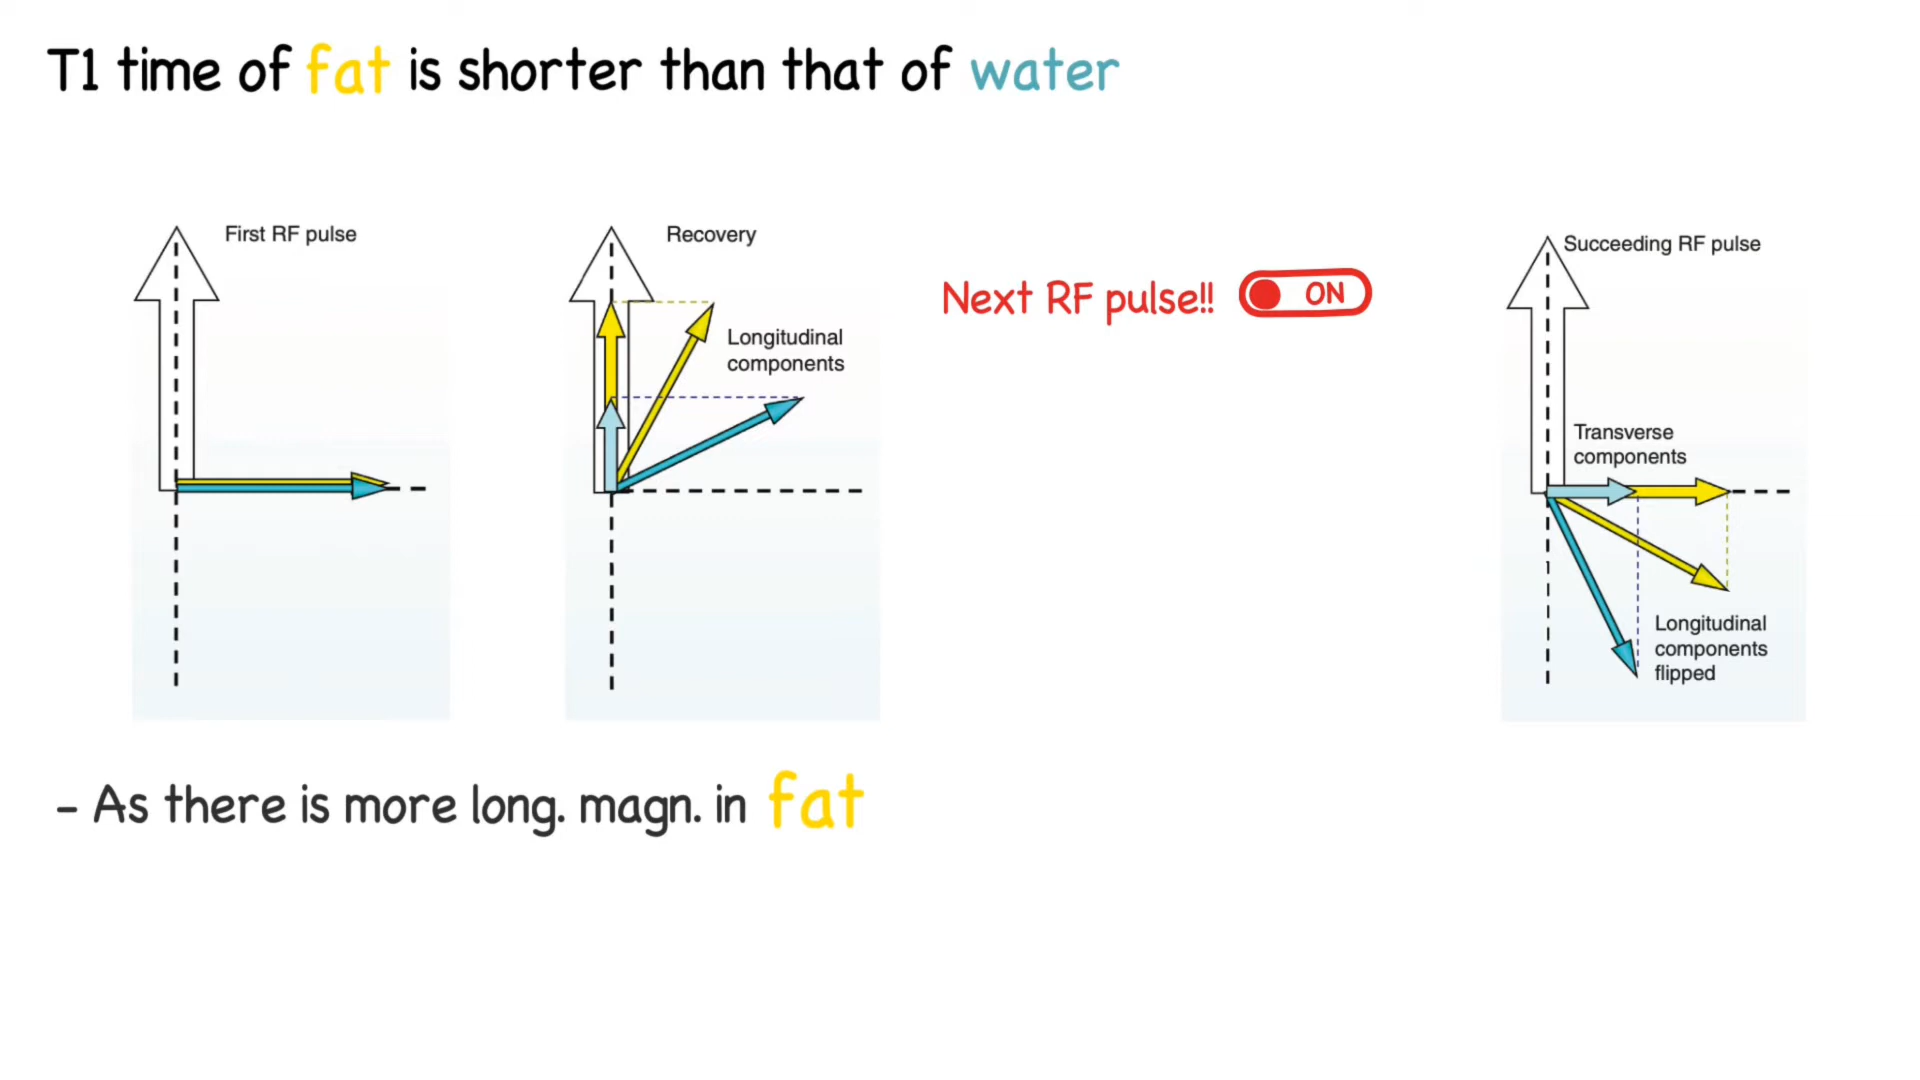 T1 time of fat is shorter than that of water
First RF pulse
Recovery
Longitudinal
components
Next RF pulse!!
ON
Succeeding RF pulse
Transverse
components
Longitudinal
components
flipped
- As there is more long. magn. in fat